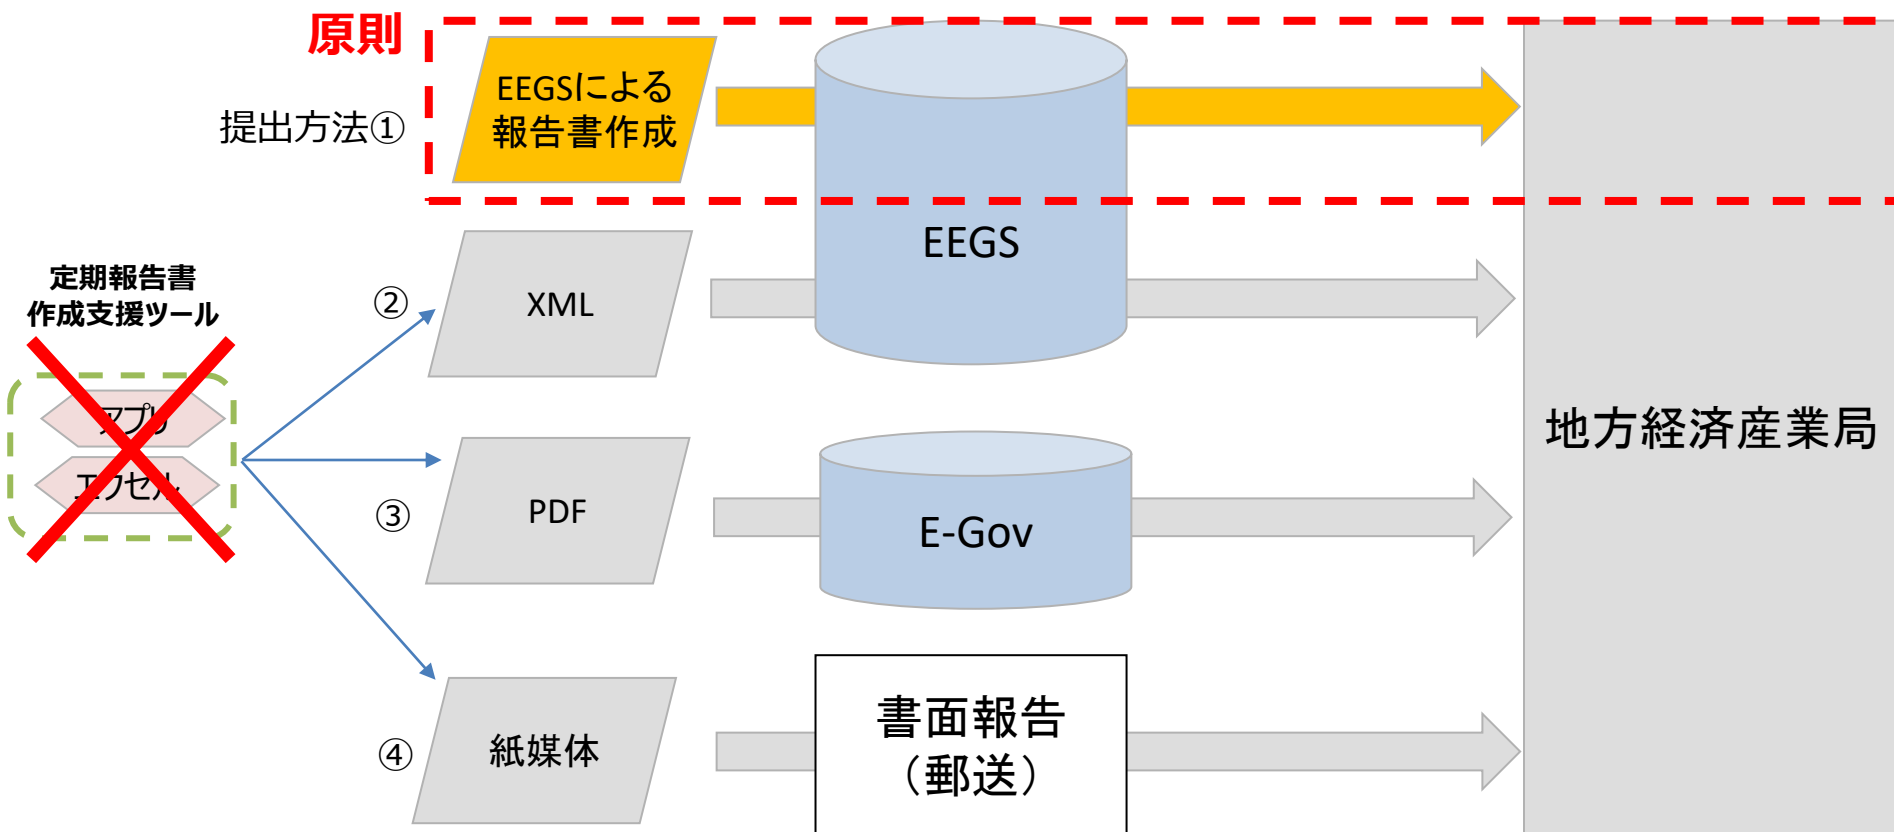 原則
提出方法①
EEGSによる
報告書作成
EEGS
定期報告書
作成支援ツール
アプリ
エクセル
②
XML
③
PDF
E-Gov
④
紙媒体
書面報告
（郵送）
地方経済産業局